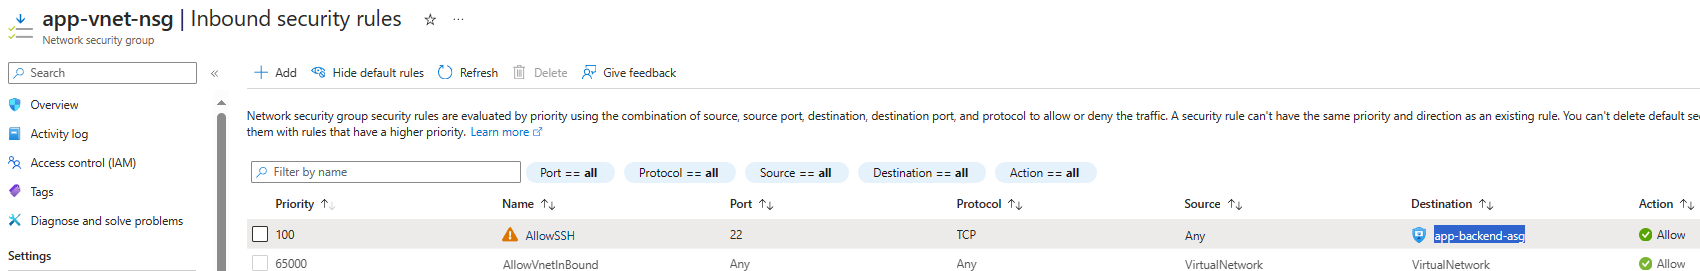 app-vnet-nsg | Inbound security rules
Network security group
Search
Overview
Activity log
Access control (IAM)
Tags
Diagnose and solve problems
Settings
Add Hide default rules Refresh Delete Give feedback
Network security group security rules are evaluated by priority using the combination of source, source port, destination, destination port, and protocol to allow or deny the traffic. A security rule can't have the same priority and direction as an existing rule. You can't delete default
them with rules that have a higher priority. Learn more
Filter by name Port == all Protocol == all Source == all Destination == all Action == all
Priority Name Port Protocol Source Destination Action
100 AllowSSH 22 TCP Any app-backend-asg Allow
65000 AllowVnetInBound Any Any VirtualNetwork VirtualNetwork Allow